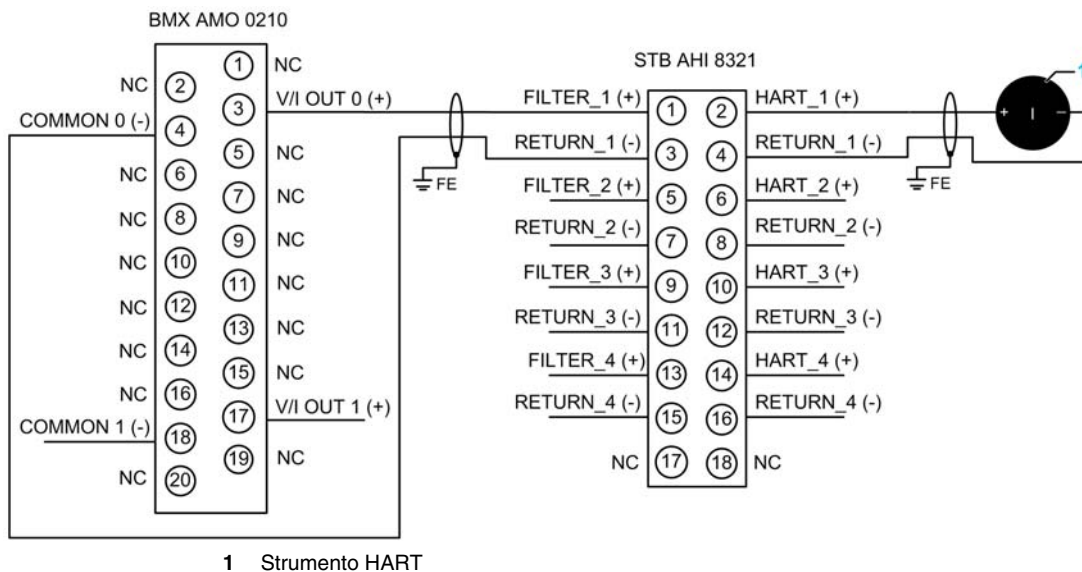 BMX AMO 0210
1 NC
NC 2
3 V/I OUT 0 (+)
COMMON 0 (-) 4
5 NC
NC 6
7 NC
NC 8
9 NC
NC 10
11 NC
NC 12
13 NC
NC 14
15 NC
NC 16
17 V/I OUT 1 (+)
COMMON 1 (-) 18
19 NC
NC 20
FE
STB AHI 8321
FILTER_1 (+) 1 2 HART_1 (+)
RETURN_1 (-) 3 4 RETURN_1 (-)
FILTER_2 (+) 5 6 HART_2 (+)
RETURN_2 (-) 7 8 RETURN_2 (-)
FILTER_3 (+) 9 10 HART_3 (+)
RETURN_3 (-) 11 12 RETURN_3 (-)
FILTER_4 (+) 13 14 HART_4 (+)
RETURN_4 (-) 15 16 RETURN_4 (-)
NC 17 18 NC
FE
1
+ I -
1 Strumento HART